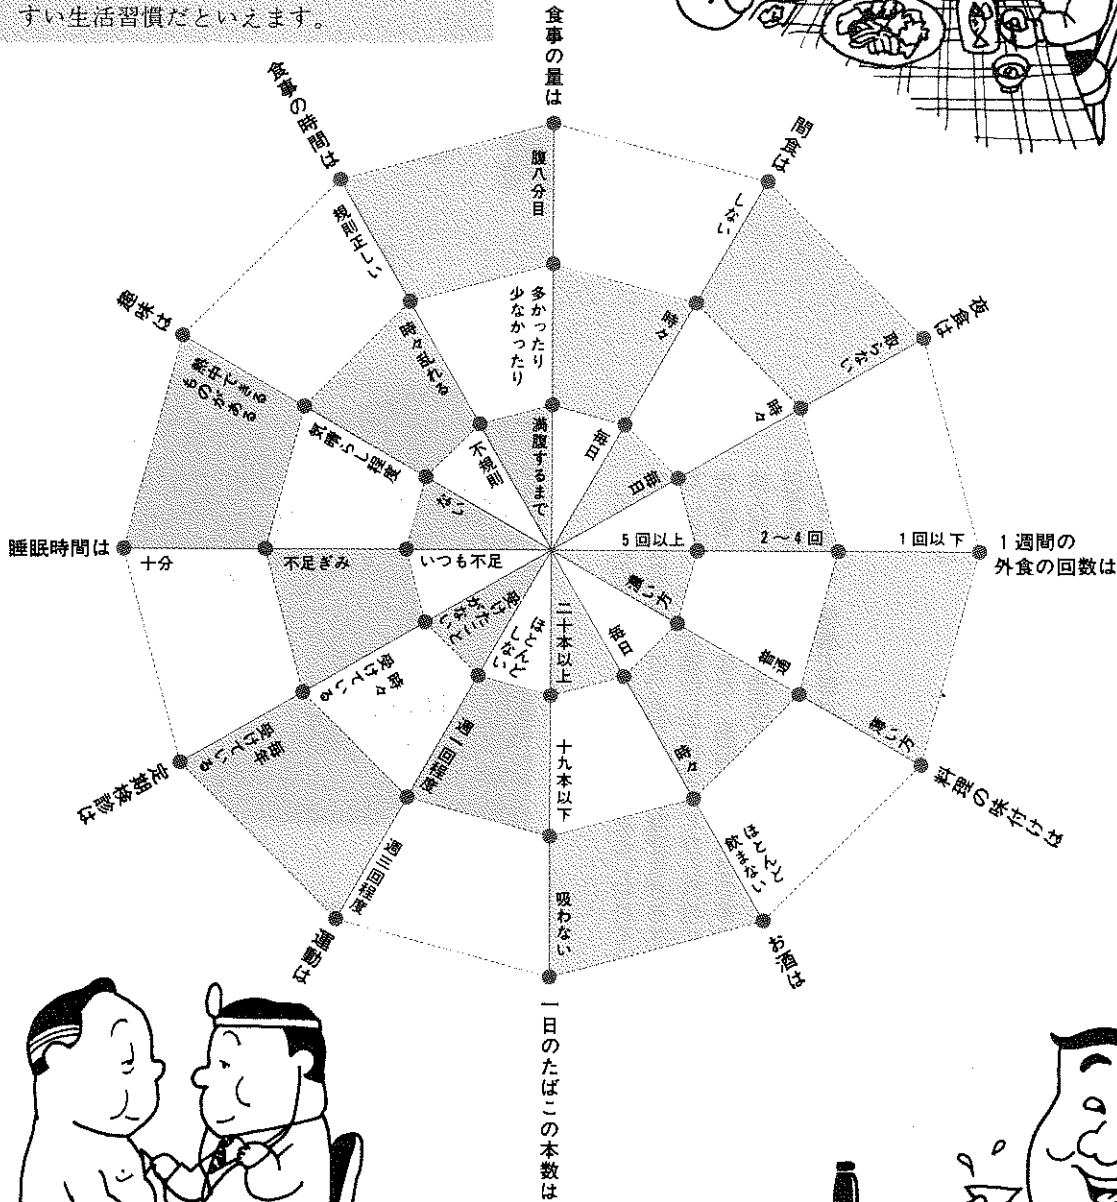 すい生活習慣だといえます。
食事の量は
腹八分目
多かったり
少なかったり
満腹するまで
間食は
しない
時々
毎日
夜食は
取らない
時々
毎日
1週間の
外食の回数は
1回以下
2〜4回
5回以上
料理の味付けは
薄い方
普通
濃い方
お酒は
ほとんど
飲まない
時々
毎日
一日のたばこの本数は
吸わない
十九本以下
二十本以上
運動は
週三回程度
週一回程度
ほとんど
しない
定期検診は
毎年
受けている
時々
受けている
受け
たこと
がない
睡眠時間は
十分
不足ぎみ
いつも不足
趣味は
熱中できる
ものがある
気晴らし程度
ない
食事の時間は
規則正しい
時々乱れる
不規則